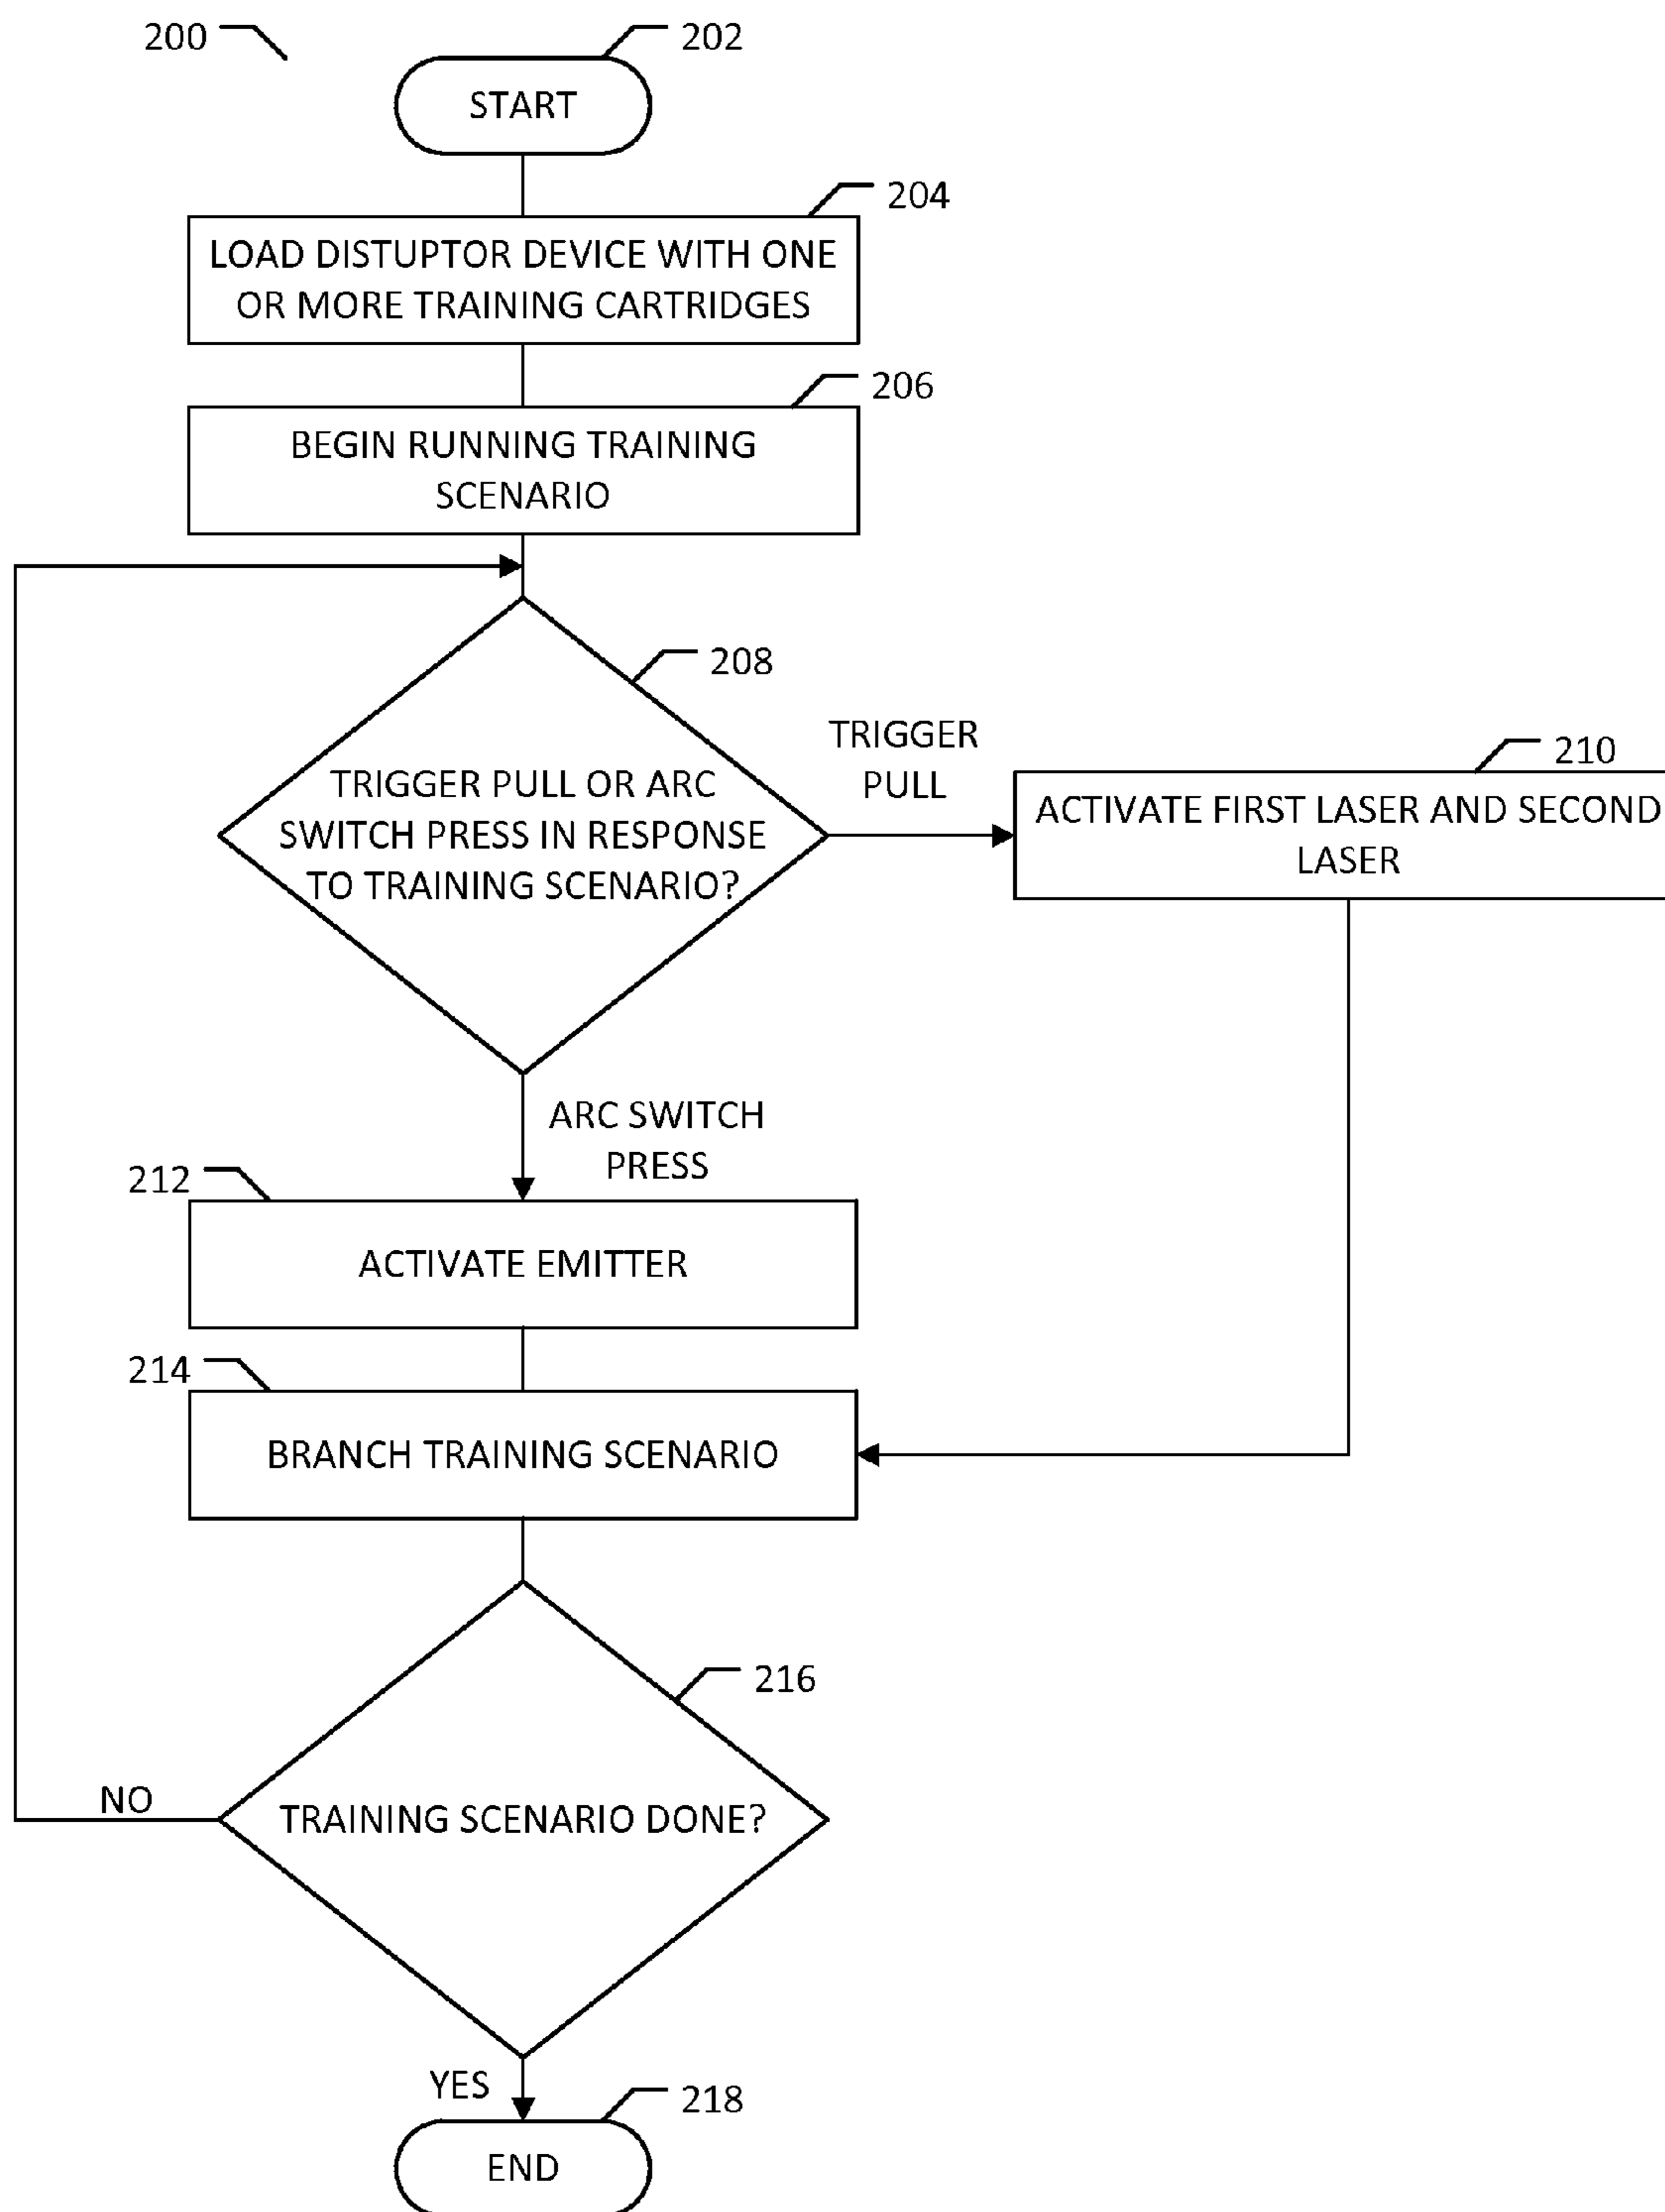 200
202
START
204
LOAD DISTUPTOR DEVICE WITH ONE
OR MORE TRAINING CARTRIDGES
206
BEGIN RUNNING TRAINING
SCENARIO
208
TRIGGER PULL OR ARC
SWITCH PRESS IN RESPONSE
TO TRAINING SCENARIO?
TRIGGER
PULL
210
ACTIVATE FIRST LASER AND SECOND
LASER
ARC SWITCH
PRESS
212
ACTIVATE EMITTER
214
BRANCH TRAINING SCENARIO
216
TRAINING SCENARIO DONE?
NO
YES
218
END